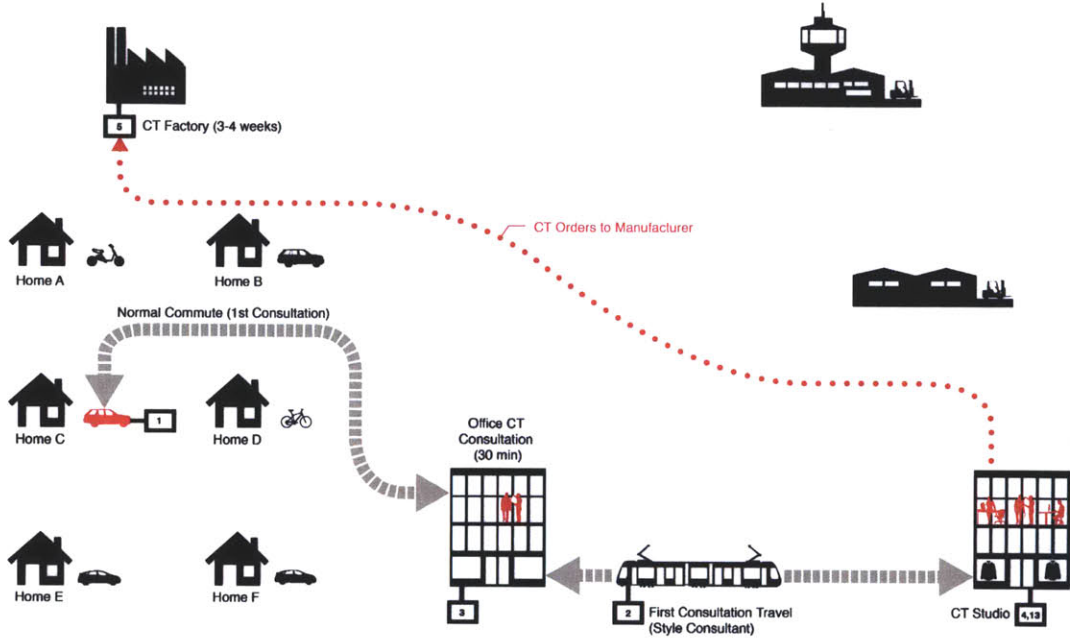 5
CT Factory (3-4 weeks)
CT Orders to Manufacturer
Home A
Home B
Normal Commute (1st Consultation)
1
Home C
Home D
Office CT
Consultation
(30 min)
Home E
Home F
3
2
First Consultation Travel
(Style Consultant)
CT Studio
4,13